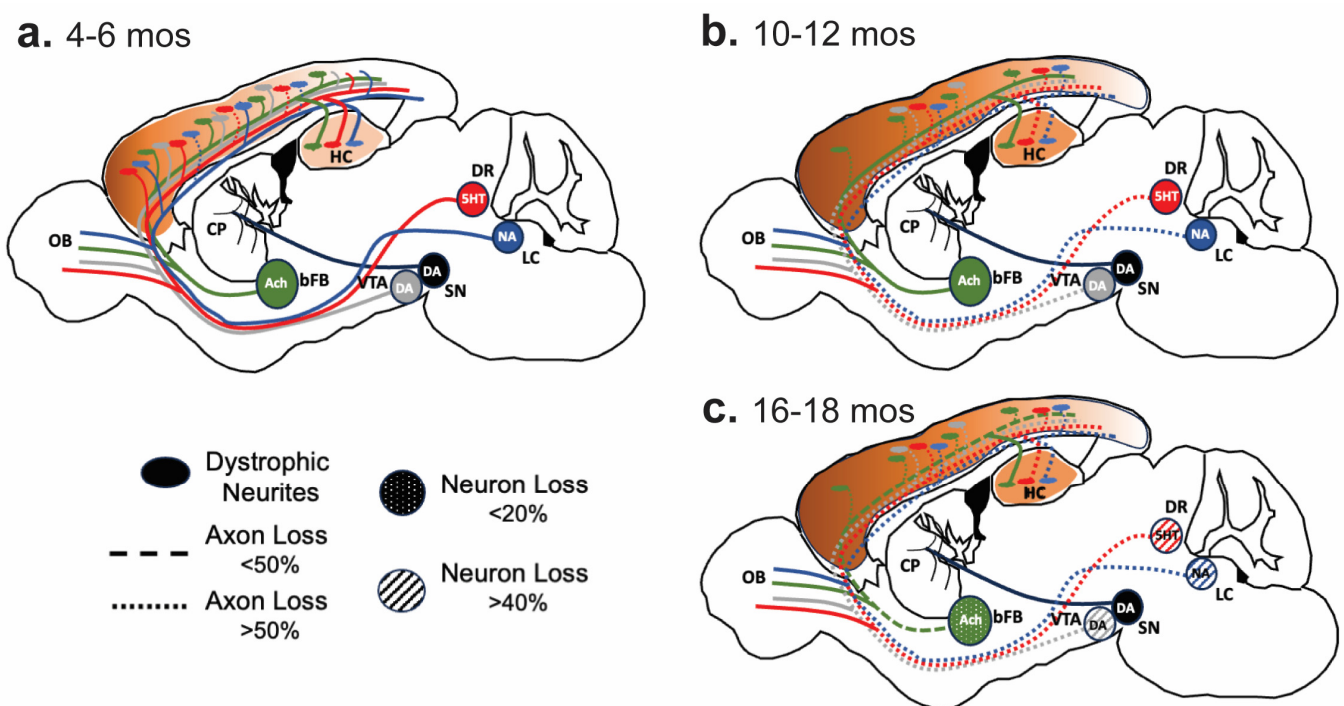 a. 4-6 mos
HC
DR
5HT
OB
CP
NA
LC
Ach
bFB
VTA
DA
DA
SN
b. 10-12 mos
HC
DR
5HT
OB
CP
NA
LC
Ach
bFB
VTA
DA
DA
SN
c. 16-18 mos
HC
DR
5HT
OB
CP
NA
LC
Ach
bFB
VTA
DA
DA
SN
Dystrophic
Neurites
Axon Loss
<50%
Axon Loss
>50%
Neuron Loss
<20%
Neuron Loss
>40%